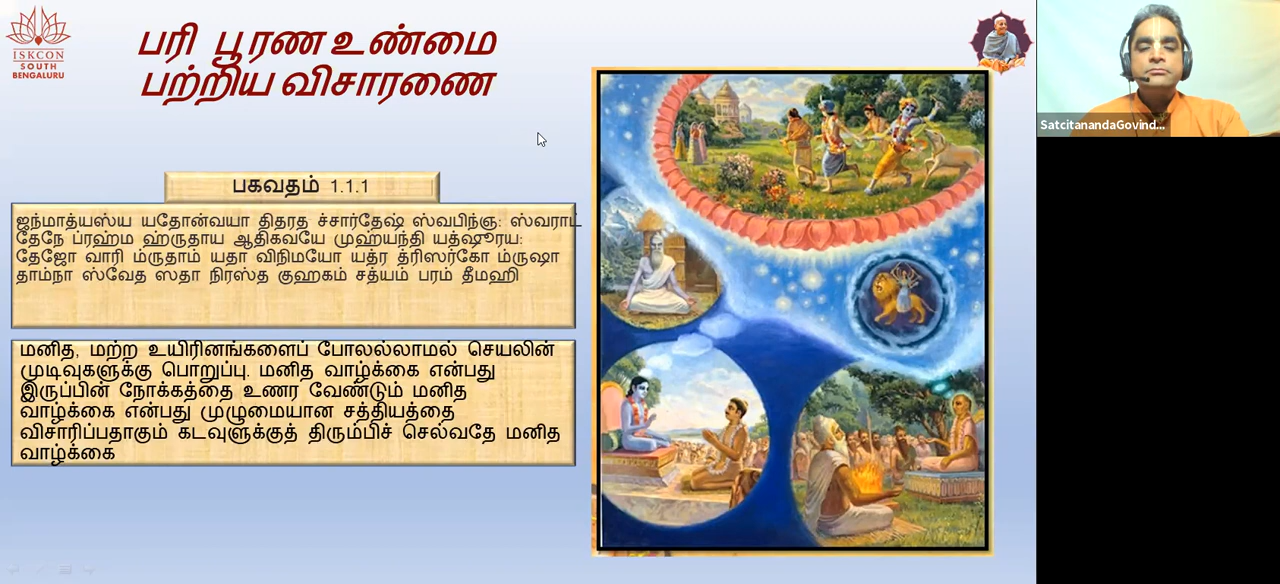 ISKCON
SOUTH
BENGALURU
பரி பூரண உண்மை
பற்றிய விசாரணை
SatcitanandaGovind...
பகவதம் 1.1.1
ஜந்மாத்யஸ்ய யதோன்வயா திதரத ச்சார்தேஷ் ஸ்வபிந்ஞ: ஸ்வராட்
தேநே ப்ரஹ்ம ஹ்ருதாய ஆதிகவயே முஹ்யந்தி யத்ஷூரய:
தேஜோ வாரி ம்ருதாம் யதா விநிமயோ யத்ர த்ரிஸர்கோ ம்ருஷா
தாம்நா ஸ்வேத ஸதா நிரஸ்த குஹகம் சத்யம் பரம் தீமஹி
மனித, மற்ற உயிரினங்களைப் போலல்லாமல் செயலின்
முடிவுகளுக்கு பொறுப்பு. மனித வாழ்க்கை என்பது
இருப்பின் நோக்கத்தை உணர வேண்டும் மனித
வாழ்க்கை என்பது முழுமையான சத்தியத்தை
விசாரிப்பதாகும் கடவுளுக்குத் திரும்பிச் செல்வதே மனித
வாழ்க்கை